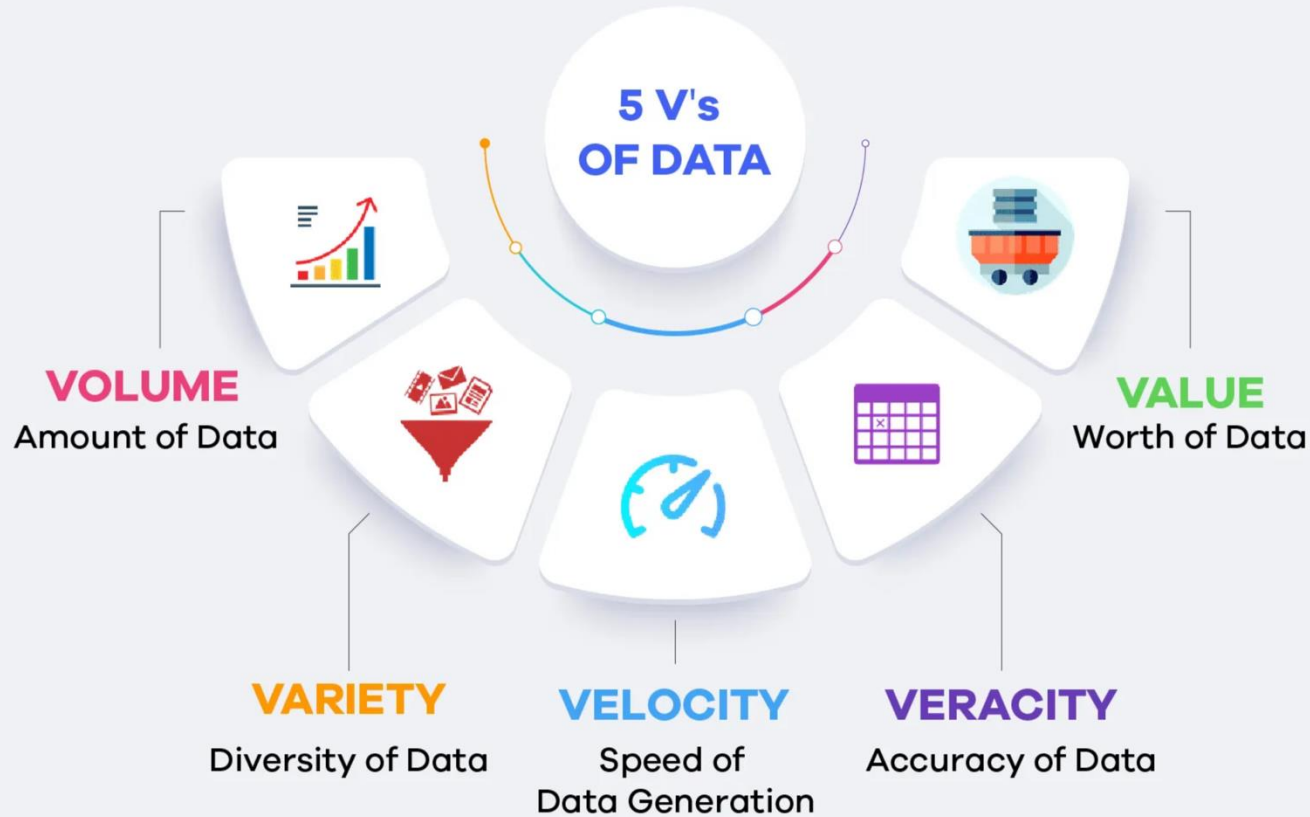 5 V's
OF DATA
VOLUME
Amount of Data
VARIETY
Diversity of Data
VELOCITY
Speed of
Data Generation
VERACITY
Accuracy of Data
VALUE
Worth of Data